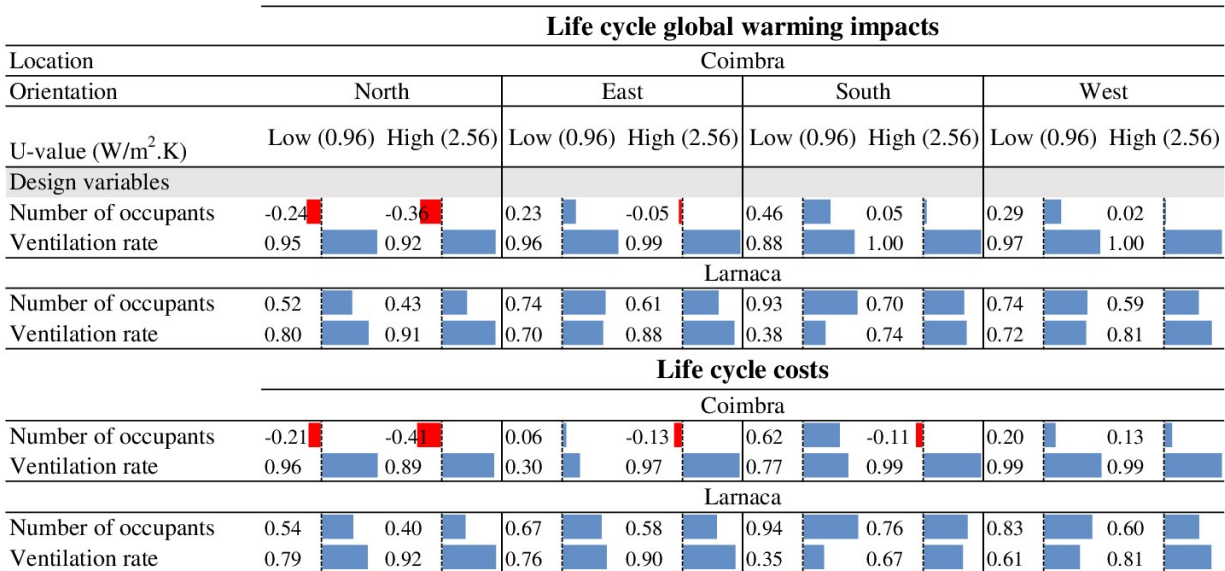 Life cycle global warming impacts
Location Coimbra
Orientation North East South West
U-value (W/m².K) Low (0.96) High (2.56) Low (0.96) High (2.56) Low (0.96) High (2.56) Low (0.96) High (2.56)
Design variables
Number of occupants -0.24 -0.36 0.23 -0.05 0.46 0.05 0.29 0.02
Ventilation rate 0.95 0.92 0.96 0.99 0.88 1.00 0.97 1.00
Larnaca
Number of occupants 0.52 0.43 0.74 0.61 0.93 0.70 0.74 0.59
Ventilation rate 0.80 0.91 0.70 0.88 0.38 0.74 0.72 0.81
Life cycle costs
Coimbra
Number of occupants -0.21 -0.41 0.06 -0.13 0.62 -0.11 0.20 0.13
Ventilation rate 0.96 0.89 0.30 0.97 0.77 0.99 0.99 0.99
Larnaca
Number of occupants 0.54 0.40 0.67 0.58 0.94 0.76 0.83 0.60
Ventilation rate 0.79 0.92 0.76 0.90 0.35 0.67 0.61 0.81